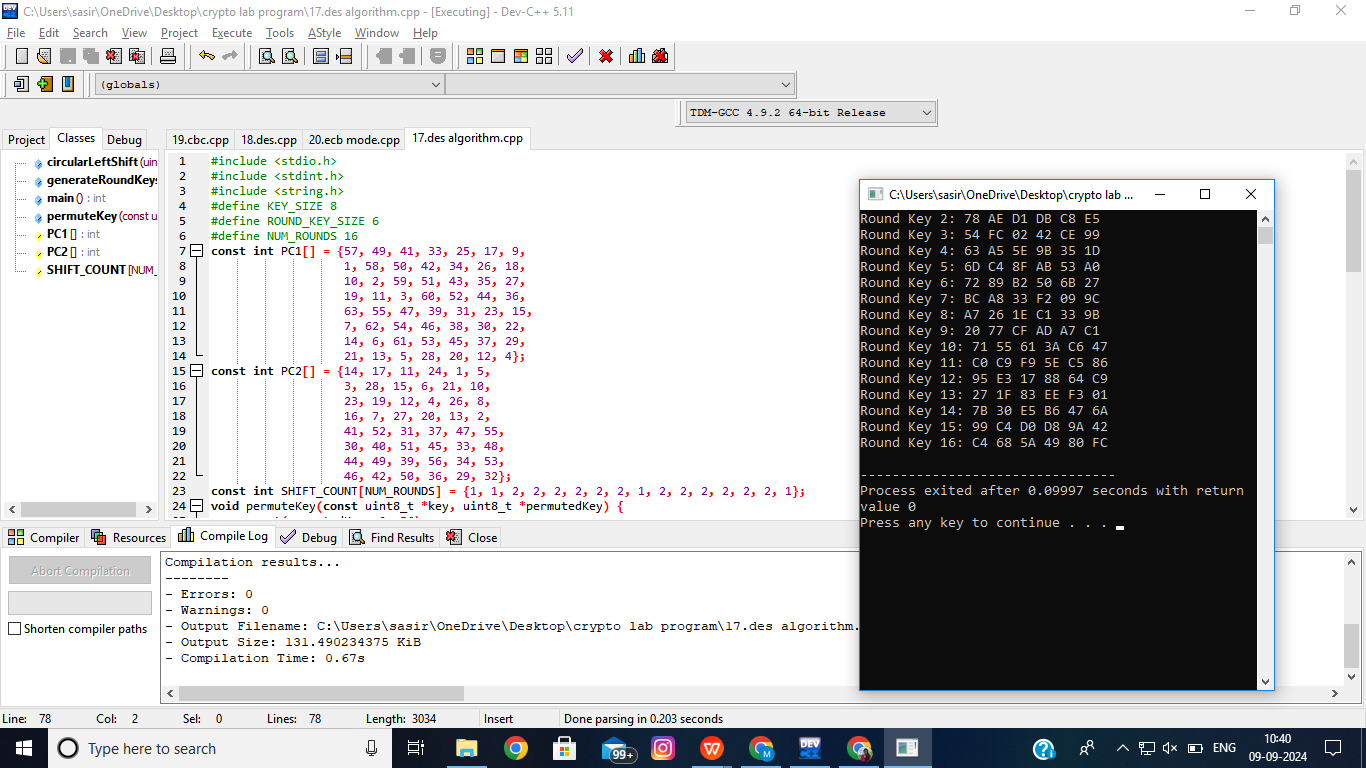 C:\Users\sasir\OneDrive\Desktop\crypto lab program\17.des algorithm.cpp - [Executing] - Dev-C++ 5.11
File Edit Search View Project Execute Tools AStyle Window Help
(globals)
TDM-GCC 4.9.2 64-bit Release
Project Classes Debug
19.cbc.cpp 18.des.cpp 20.ecb mode.cpp 17.des algorithm.cpp
circularLeftShift (uin
generateRoundKeys
main () : int
permuteKey (const u
PC1 [] : int
PC2 [] : int
SHIFT_COUNT [NUM_
1 #include <stdio.h>
2 #include <stdint.h>
3 #include <string.h>
4 #define KEY_SIZE 8
5 #define ROUND_KEY_SIZE 6
6 #define NUM_ROUNDS 16
7 const int PC1[] = {57, 49, 41, 33, 25, 17, 9,
8 1, 58, 50, 42, 34, 26, 18,
9 10, 2, 59, 51, 43, 35, 27,
10 19, 11, 3, 60, 52, 44, 36,
11 63, 55, 47, 39, 31, 23, 15,
12 7, 62, 54, 46, 38, 30, 22,
13 14, 6, 61, 53, 45, 37, 29,
14 21, 13, 5, 28, 20, 12, 4};
15 const int PC2[] = {14, 17, 11, 24, 1, 5,
16 3, 28, 15, 6, 21, 10,
17 23, 19, 12, 4, 26, 8,
18 16, 7, 27, 20, 13, 2,
19 41, 52, 31, 37, 47, 55,
20 30, 40, 51, 45, 33, 48,
21 44, 49, 39, 56, 34, 53,
22 46, 42, 50, 36, 29, 32};
23 const int SHIFT_COUNT[NUM_ROUNDS] = {1, 1, 2, 2, 2, 2, 2, 2, 1, 2, 2, 2, 2, 2, 2, 1};
24 void permuteKey(const uint8_t *key, uint8_t *permutedKey) {
C:\Users\sasir\OneDrive\Desktop\crypto lab ...
Round Key 2: 78 AE D1 DB C8 E5
Round Key 3: 54 FC 02 42 CE 99
Round Key 4: 63 A5 5E 9B 35 1D
Round Key 5: 6D C4 8F AB 53 A0
Round Key 6: 72 89 B2 50 6B 27
Round Key 7: BC A8 33 F2 09 9C
Round Key 8: A7 26 1E C1 33 9B
Round Key 9: 20 77 CF AD A7 C1
Round Key 10: 71 55 61 3A C6 47
Round Key 11: C0 C9 F9 5E C5 86
Round Key 12: 95 E3 17 88 64 C9
Round Key 13: 27 1F 83 EE F3 01
Round Key 14: 7B 30 E5 B6 47 6A
Round Key 15: 99 C4 D0 D8 9A 42
Round Key 16: C4 68 5A 49 80 FC
--------------------------------
Process exited after 0.09997 seconds with return
value 0
Press any key to continue . . .
Compiler Resources Compile Log Debug Find Results Close
Abort Compilation
Shorten compiler paths
Compilation results...
--------
- Errors: 0
- Warnings: 0
- Output Filename: C:\Users\sasir\OneDrive\Desktop\crypto lab program\17.des algorithm.
- Output Size: 131.490234375 KiB
- Compilation Time: 0.67s
Line: 78 Col: 2 Sel: 0 Lines: 78 Length: 3034 Insert Done parsing in 0.203 seconds
Type here to search
99+
DEV
ENG
10:40
09-09-2024